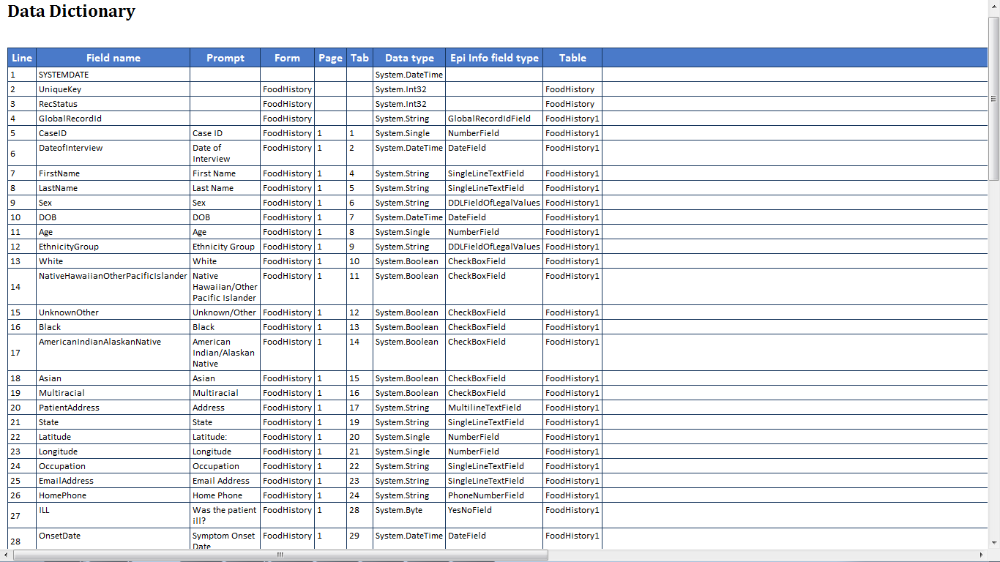 Data Dictionary
Line Field name Prompt Form Page Tab Data type Epi Info field type Table
1 SYSTEMDATE System.DateTime
2 UniqueKey FoodHistory System.Int32 FoodHistory
3 RecStatus FoodHistory System.Int32 FoodHistory
4 GlobalRecordId FoodHistory System.String GlobalRecordIdField FoodHistory1
5 CaseID Case ID FoodHistory 1 1 System.Single NumberField FoodHistory1
6 DateofInterview Date of FoodHistory 1 2 System.DateTime DateField FoodHistory1
Interview
7 FirstName First Name FoodHistory 1 4 System.String SingleLineTextField FoodHistory1
8 LastName Last Name FoodHistory 1 5 System.String SingleLineTextField FoodHistory1
9 Sex Sex FoodHistory 1 6 System.String DDLFieldOfLegalValues FoodHistory1
10 DOB DOB FoodHistory 1 7 System.DateTime DateField FoodHistory1
11 Age Age FoodHistory 1 8 System.Single NumberField FoodHistory1
12 EthnicityGroup Ethnicity Group FoodHistory 1 9 System.String DDLFieldOfLegalValues FoodHistory1
13 White White FoodHistory 1 10 System.Boolean CheckBoxField FoodHistory1
14 NativeHawaiianOtherPacificIslander Native FoodHistory 1 11 System.Boolean CheckBoxField FoodHistory1
Hawaiian/Other
Pacific Islander
15 UnknownOther Unknown/Other FoodHistory 1 12 System.Boolean CheckBoxField FoodHistory1
16 Black Black FoodHistory 1 13 System.Boolean CheckBoxField FoodHistory1
17 AmericanIndianAlaskanNative American FoodHistory 1 14 System.Boolean CheckBoxField FoodHistory1
Indian/Alaskan
Native
18 Asian Asian FoodHistory 1 15 System.Boolean CheckBoxField FoodHistory1
19 Multiracial Multiracial FoodHistory 1 16 System.Boolean CheckBoxField FoodHistory1
20 PatientAddress Address FoodHistory 1 17 System.String MultilineTextField FoodHistory1
21 State State FoodHistory 1 19 System.String SingleLineTextField FoodHistory1
22 Latitude Latitude: FoodHistory 1 20 System.Single NumberField FoodHistory1
23 Longitude Longitude FoodHistory 1 21 System.Single NumberField FoodHistory1
24 Occupation Occupation FoodHistory 1 22 System.String SingleLineTextField FoodHistory1
25 EmailAddress Email Address FoodHistory 1 23 System.String SingleLineTextField FoodHistory1
26 HomePhone Home Phone FoodHistory 1 24 System.String PhoneNumberField FoodHistory1
27 ILL Was the patient FoodHistory 1 28 System.Byte YesNoField FoodHistory1
ill?
28 OnsetDate Symptom Onset FoodHistory 1 29 System.DateTime DateField FoodHistory1
Date